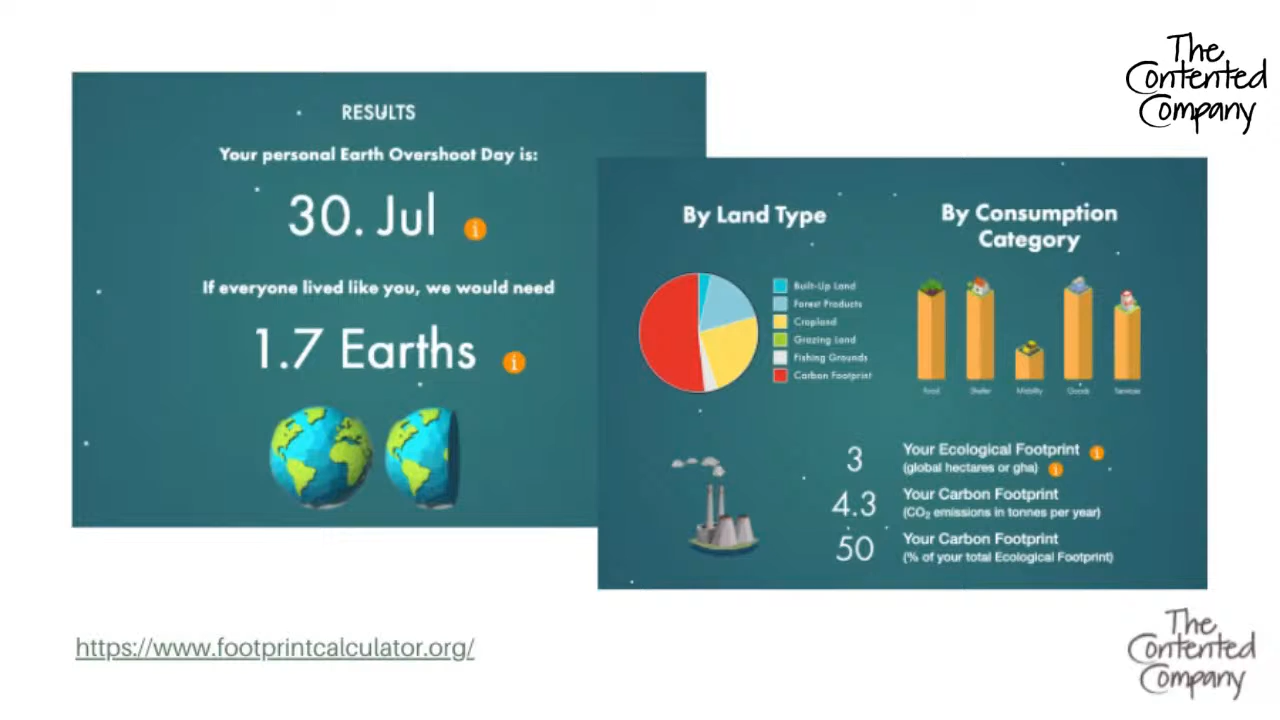 The
Contented
Company
RESULTS
Your personal Earth Overshoot Day is:
30. Jul
i
If everyone lived like you, we would need
1.7 Earths
i
By Land Type
Built-Up Land
Forest Products
Cropland
Grazing Land
Fishing Grounds
Carbon Footprint
By Consumption
Category
Food
Shelter
Mobility
Goods
Services
3 Your Ecological Footprint i
(global hectares or gha) i
4.3 Your Carbon Footprint
(CO₂ emissions in tonnes per year)
50 Your Carbon Footprint
(% of your total Ecological Footprint)
https://www.footprintcalculator.org/
The
Contented
Company